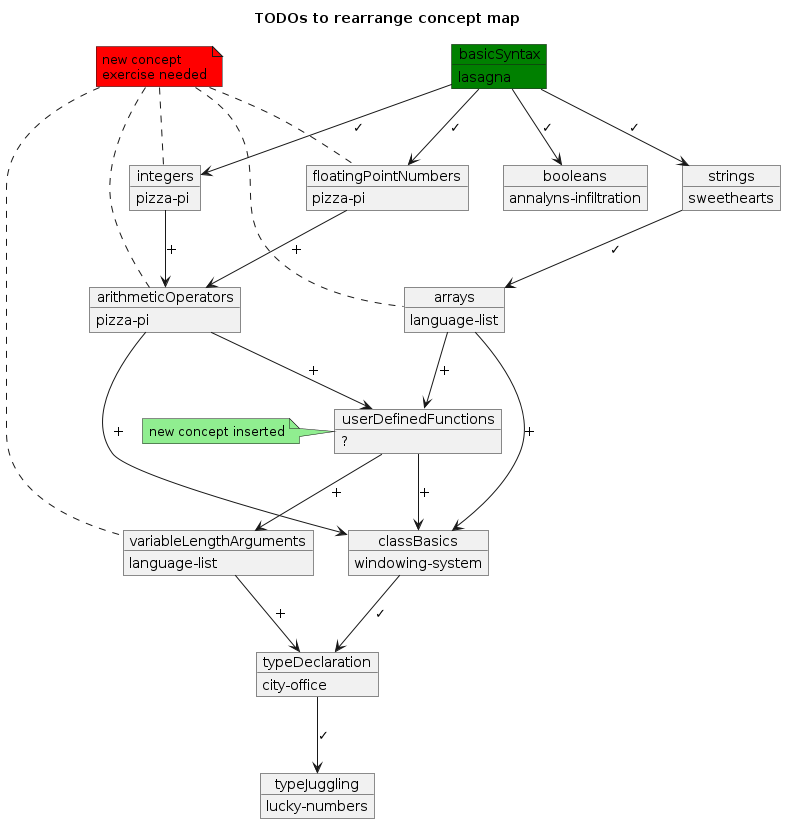 TODOs to rearrange concept map
new concept
exercise needed
basicSyntax
lasagna
✓
✓
✓
✓
integers
pizza-pi
floatingPointNumbers
pizza-pi
booleans
annalyns-infiltration
strings
sweethearts
+
+
✓
arithmeticOperators
pizza-pi
arrays
language-list
+
+
new concept inserted
userDefinedFunctions
?
+
+
+
+
variableLengthArguments
language-list
classBasics
windowing-system
+
✓
typeDeclaration
city-office
✓
typeJuggling
lucky-numbers